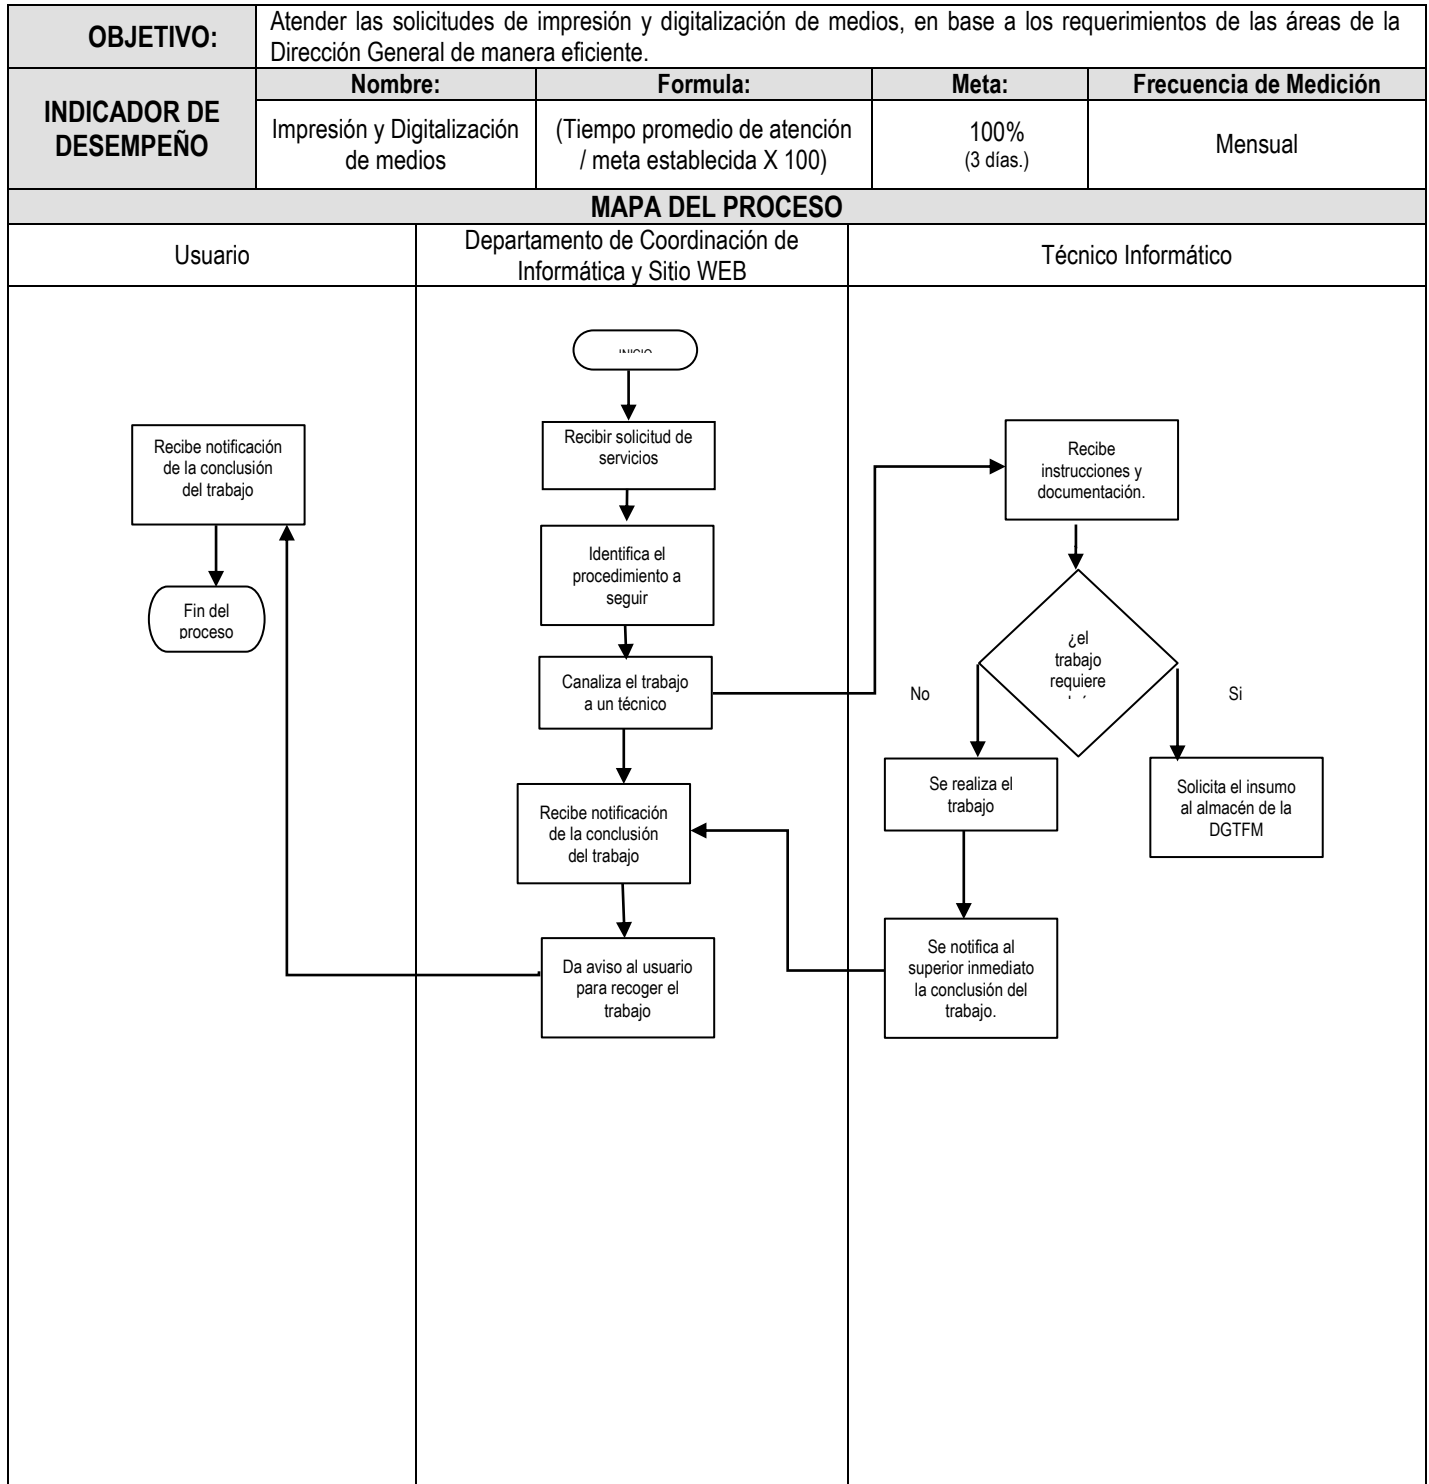 OBJETIVO:
Atender las solicitudes de impresión y digitalización de medios, en base a los requerimientos de las áreas de la
Dirección General de manera eficiente.
INDICADOR DE
DESEMPEÑO
Nombre:
Formula:
Meta:
Frecuencia de Medición
Impresión y Digitalización
de medios
(Tiempo promedio de atención
/ meta establecida X 100)
100%
(3 días.)
Mensual
MAPA DEL PROCESO
Usuario
Departamento de Coordinación de
Informática y Sitio WEB
Técnico Informático
Recibe notificación
de la conclusión
del trabajo
Fin del
proceso
INICIO
Recibir solicitud de
servicios
Identifica el
procedimiento a
seguir
Canaliza el trabajo
a un técnico
Recibe notificación
de la conclusión
del trabajo
Da aviso al usuario
para recoger el
trabajo
Recibe
instrucciones y
documentación.
¿el
trabajo
requiere
No
Si
Se realiza el
trabajo
Solicita el insumo
al almacén de la
DGTFM
Se notifica al
superior inmediato
la conclusión del
trabajo.